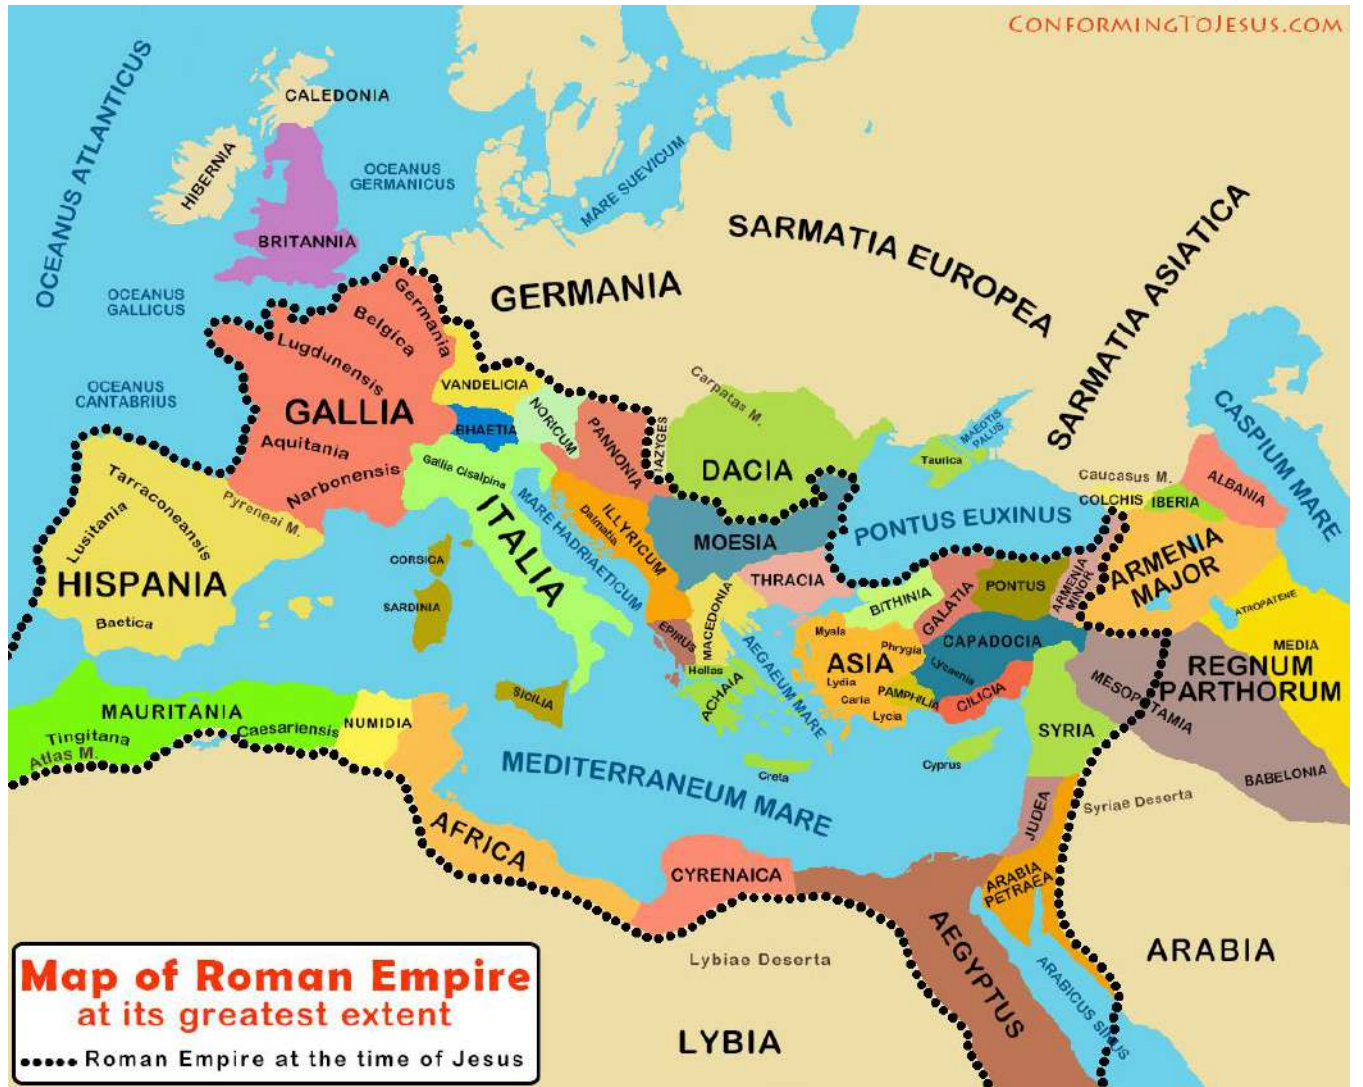 CONFORMINGTOJESUS.COM
OCEANUS ATLANTICUS
CALEDONIA
HIBERNIA
OCEANUS
GERMANICUS
MARE SUEVICUM
BRITANNIA
SARMATIA EUROPEA
SARMATIA ASIATICA
GERMANIA
OCEANUS
GALLICUS
Germania
Belgica
Lugdunensis
OCEANUS
CANTABRIUS
GALLIA
VANDELICIA
BHAETIA
NORICUM
PANNONIA
IAZYGES
Carpatas M.
DACIA
MAEOTIS
PALUS
Taurica
CASPIUM MARE
Aquitania
Narbonensis
Gallia Cisalpina
ITALIA
MARE HADRIAETICUM
ILLYRICUM
Dalmatia
MOESIA
PONTUS EUXINUS
Caucasus M.
COLCHIS
IBERIA
ALBANIA
Tarraconeansis
Lusitania
Pyreneai M.
HISPANIA
Baetica
CORSICA
SARDINIA
THRACIA
MACEDONIA
EPIRUS
Hellas
ACHAIA
AEGAEUM MARE
BITHINIA
GALATIA
PONTUS
ARMENIA
MINOR
ARMENIA
MAJOR
ATROPATENE
MEDIA
Myais
Phrygia
ASIA
Lydia
Caria
Lycia
CAPADOCIA
Lycaenia
PAMPHILIA
CILICIA
REGNUM
PARTHORUM
MESOPTAMIA
BABELONIA
MAURITANIA
Tingitana
Atlas M.
Caesariensis
NUMIDIA
SICILIA
SYRIA
Cyprus
Creta
MEDITERRANEUM MARE
JUDEA
Syriae Deserta
AFRICA
CYRENAICA
ARABIA
PETRAEA
AEGYPTUS
ARABICUS SINUS
ARABIA
Lybiae Deserta
LYBIA
Map of Roman Empire
at its greatest extent
Roman Empire at the time of Jesus